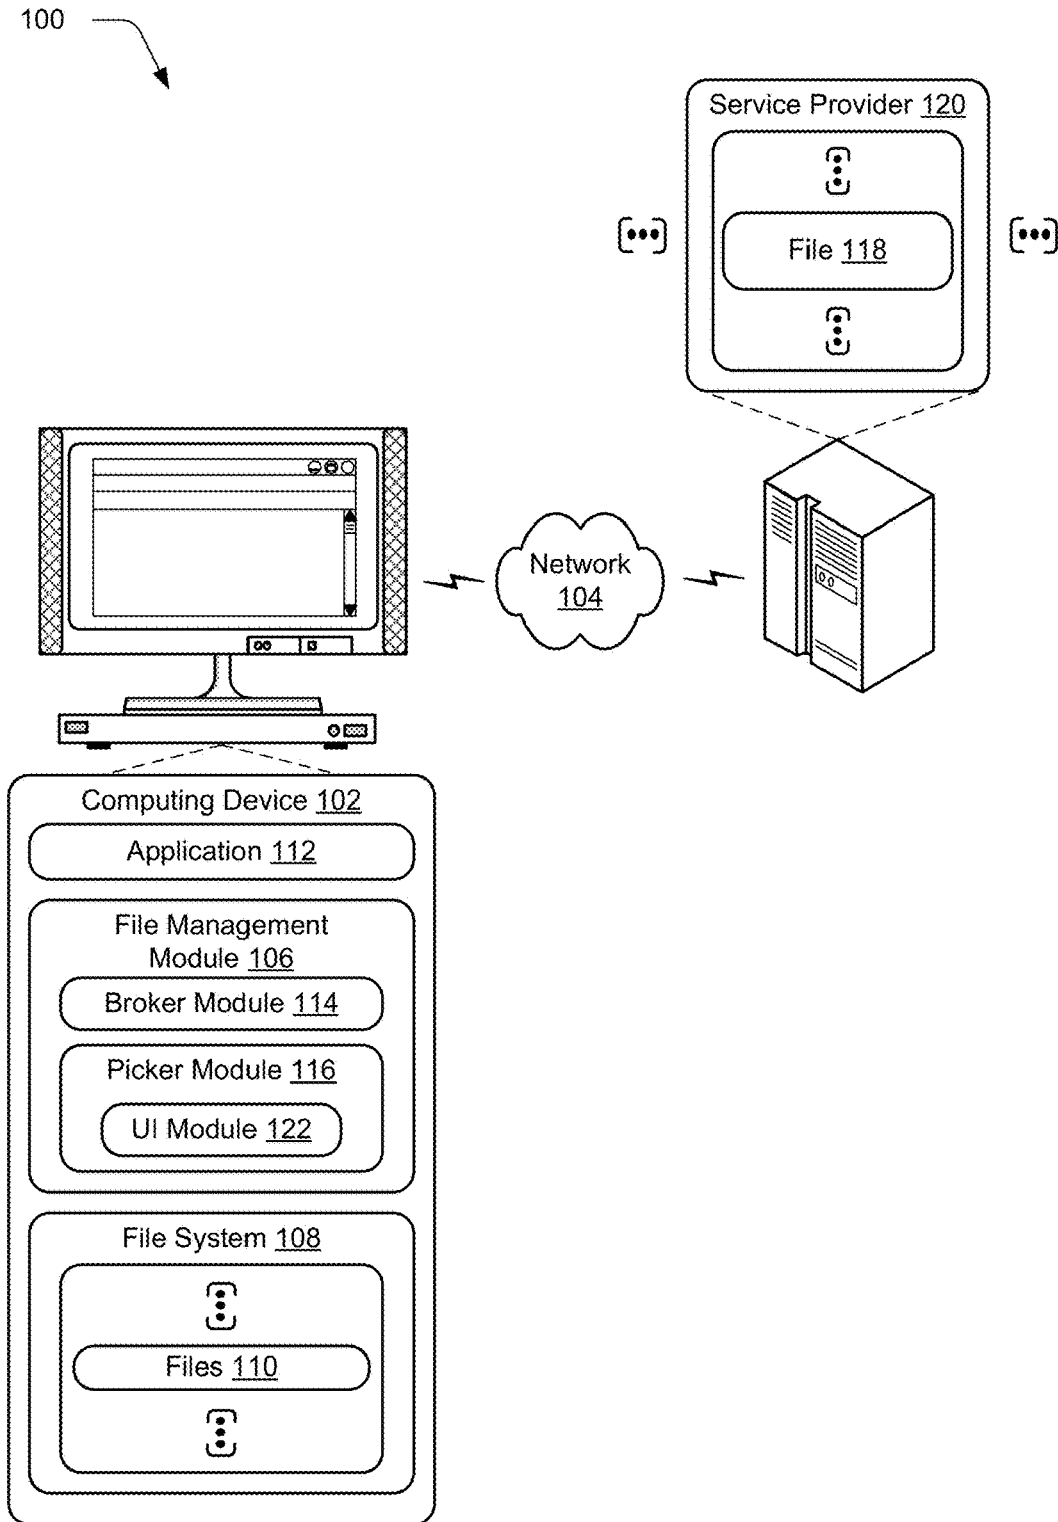 100
Service Provider 120
File 118
Network
104
Computing Device 102
Application 112
File Management
Module 106
Broker Module 114
Picker Module 116
UI Module 122
File System 108
Files 110